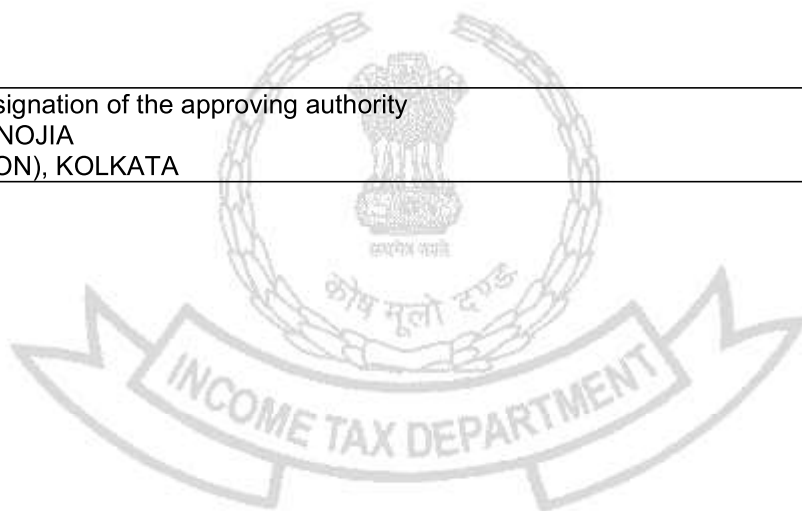 signation of the approving authority
NOJIA
ON), KOLKATA
सत्यमेव जयते
कोष मूलो दण्डः
INCOME TAX DEPARTMENT